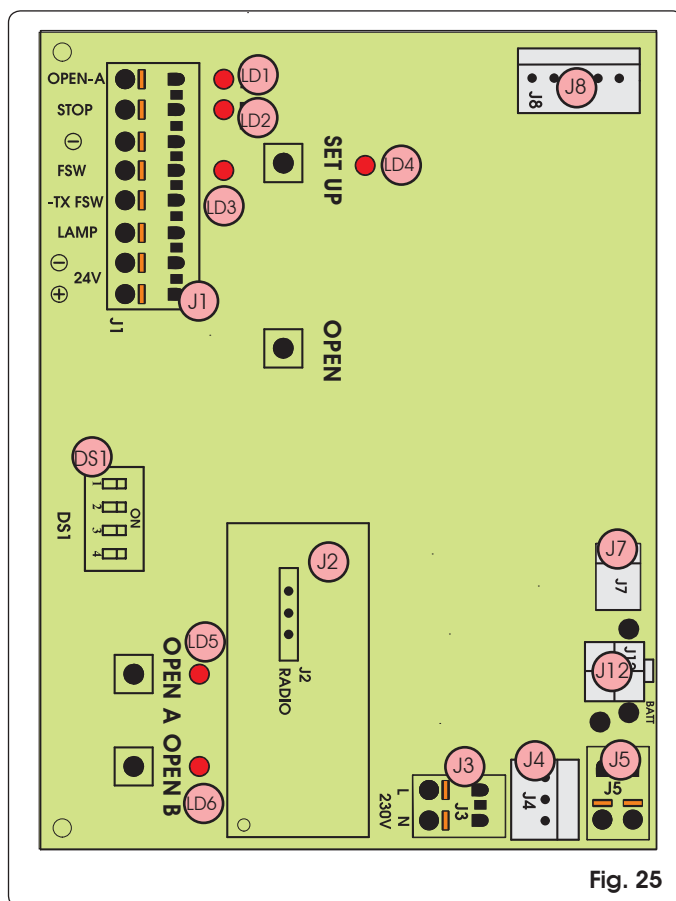 OPEN-A
STOP
⊖
FSW
-TX FSW
LAMP
⊖
24V
⊕
J1
J1
LD1
LD2
LD3
SET UP
LD4
J8
J8
OPEN
DS1
1
2
3
4
ON
DS1
J2
J2
RADIO
J7
J7
J12
BATT
LD5
OPEN A
OPEN B
LD6
J3
L
N
230V
J3
J4
J4
J5
J5
Fig. 25